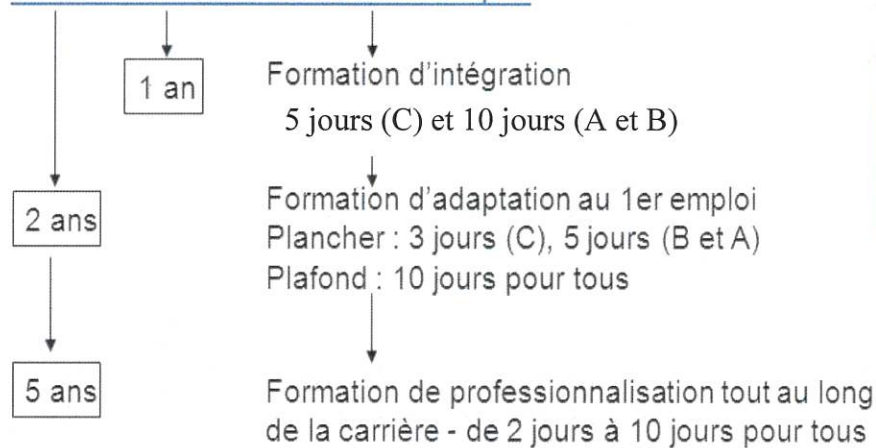 1 an
Formation d'intégration
5 jours (C) et 10 jours (A et B)
2 ans
Formation d'adaptation au 1er emploi
Plancher : 3 jours (C), 5 jours (B et A)
Plafond : 10 jours pour tous
5 ans
Formation de professionnalisation tout au long
de la carrière - de 2 jours à 10 jours pour tous